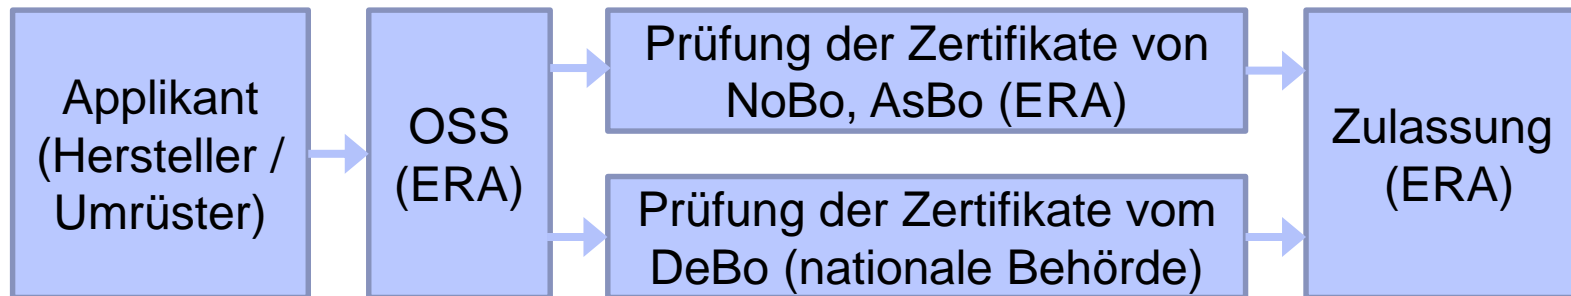 Applikant
(Hersteller /
Umrüster)
OSS
(ERA)
Prüfung der Zertifikate von
NoBo, AsBo (ERA)
Prüfung der Zertifikate vom
DeBo (nationale Behörde)
Zulassung
(ERA)